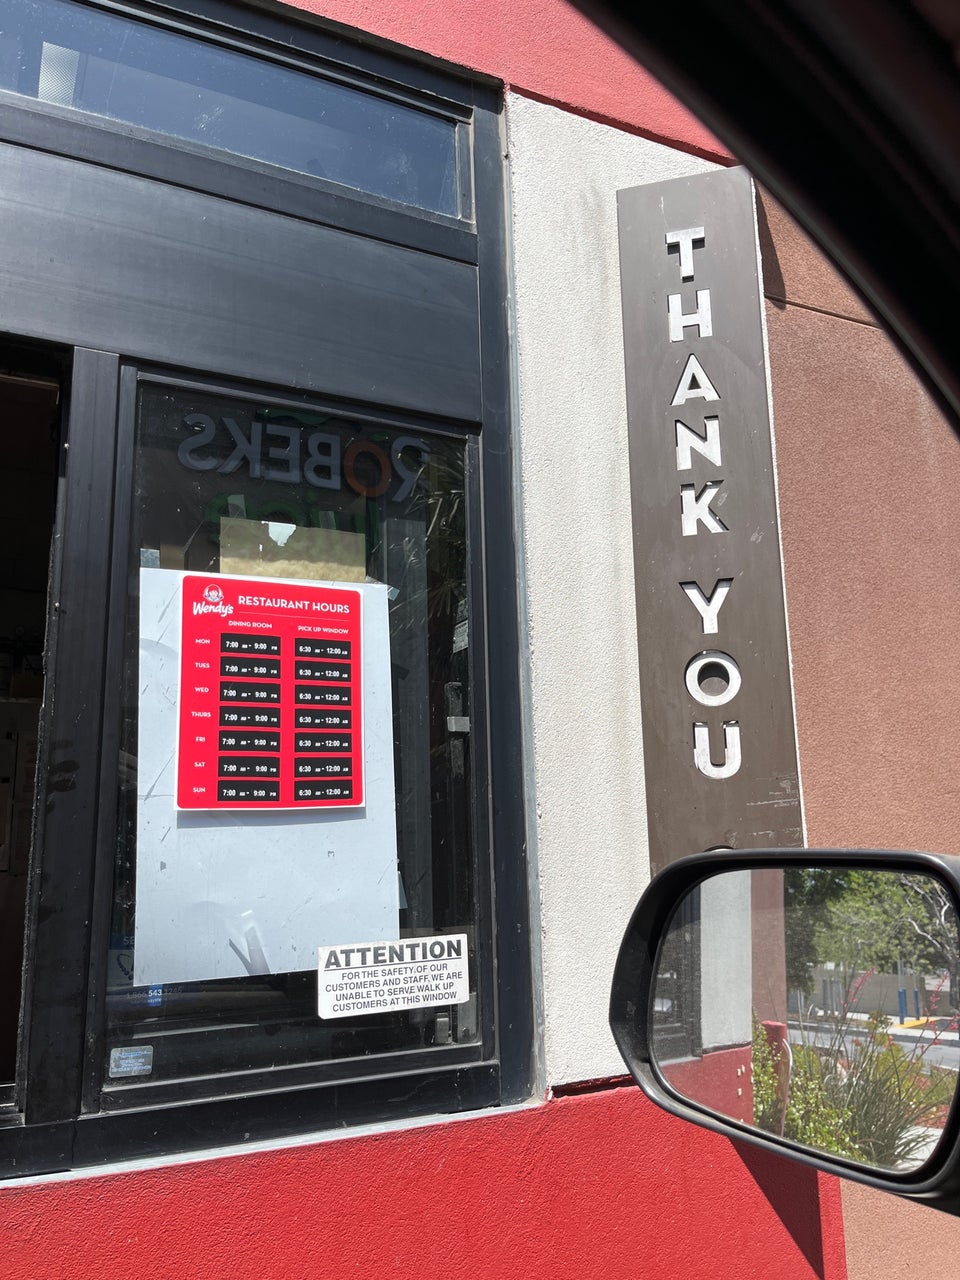 THANK YOU
ROBEKS
Wendy's RESTAURANT HOURS
DINING ROOM PICK UP WINDOW
MON 7:00 AM - 9:00 PM 6:30 AM - 12:00 AM
TUES 7:00 AM - 9:00 PM 6:30 AM - 12:00 AM
WED 7:00 AM - 9:00 PM 6:30 AM - 12:00 AM
THURS 7:00 AM - 9:00 PM 6:30 AM - 12:00 AM
FRI 7:00 AM - 9:00 PM 6:30 AM - 12:00 AM
SAT 7:00 AM - 9:00 PM 6:30 AM - 12:00 AM
SUN 7:00 AM - 9:00 PM 6:30 AM - 12:00 AM
ATTENTION
FOR THE SAFETY OF OUR
CUSTOMERS AND STAFF, WE ARE
UNABLE TO SERVE WALK UP
CUSTOMERS AT THIS WINDOW